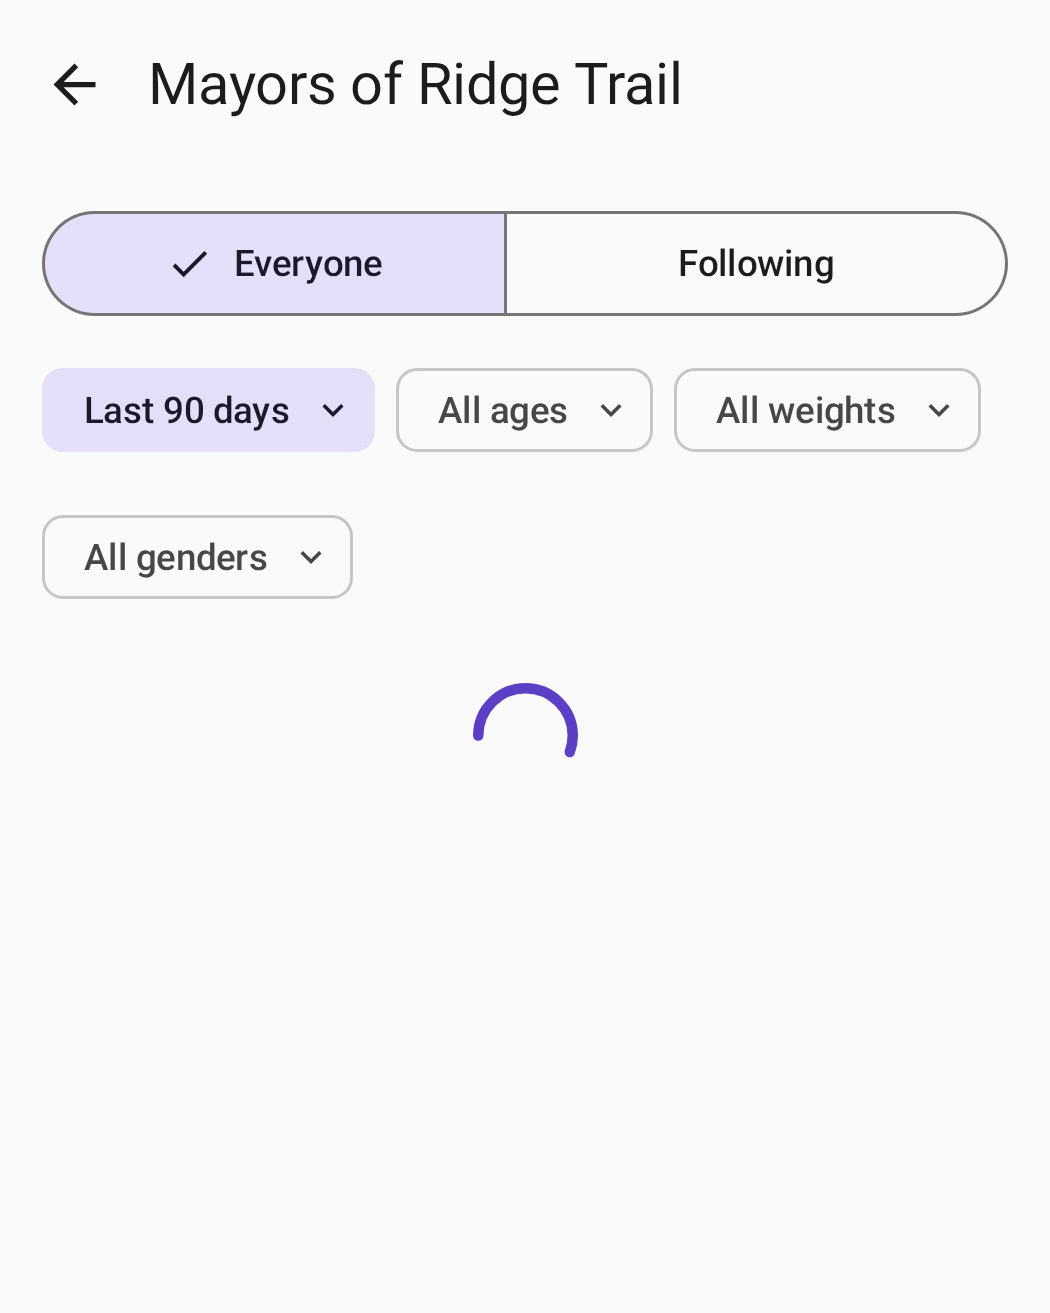 Mayors of Ridge Trail
Everyone Following
Last 90 days All ages All weights
All genders